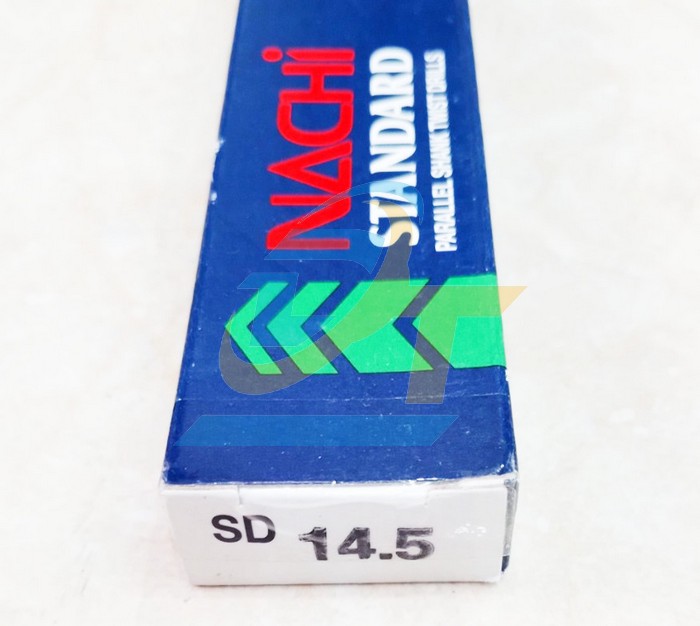 NACHi
STANDARD
PARALLEL SHANK TWIST DRILLS
SD 14.5